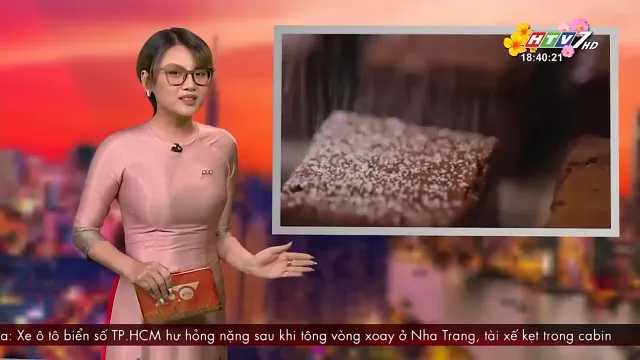 HTV7 HD
18:40:21
a: Xe ô tô biển số TP.HCM hư hỏng nặng sau khi tông vòng xoay ở Nha Trang, tài xế kẹt trong cabin